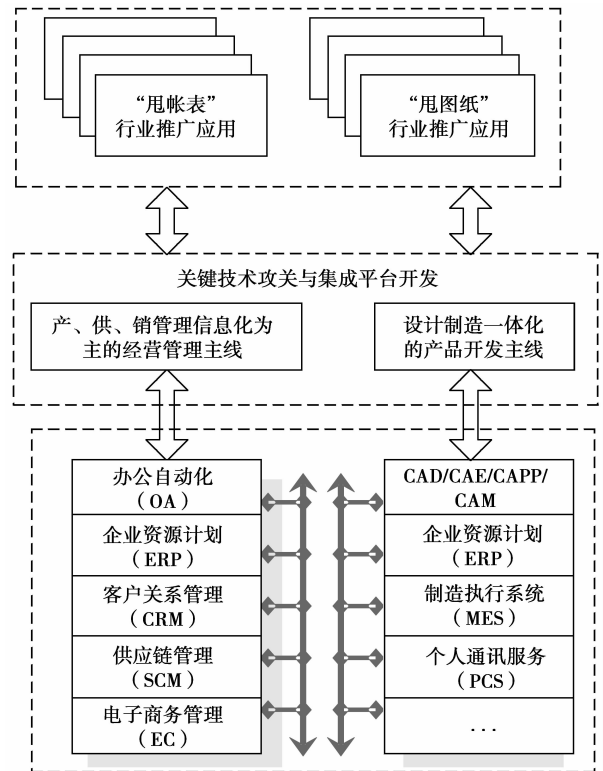 “甩帐表”
行业推广应用
“甩图纸”
行业推广应用
关键技术攻关与集成平台开发
产、供、销管理信息化为
主的经营管理主线
设计制造一体化
的产品开发主线
办公自动化
（OA）
企业资源计划
（ERP）
客户关系管理
（CRM）
供应链管理
（SCM）
电子商务管理
（EC）
CAD/CAE/CAPP/
CAM
企业资源计划
（ERP）
制造执行系统
（MES）
个人通讯服务
（PCS）
...